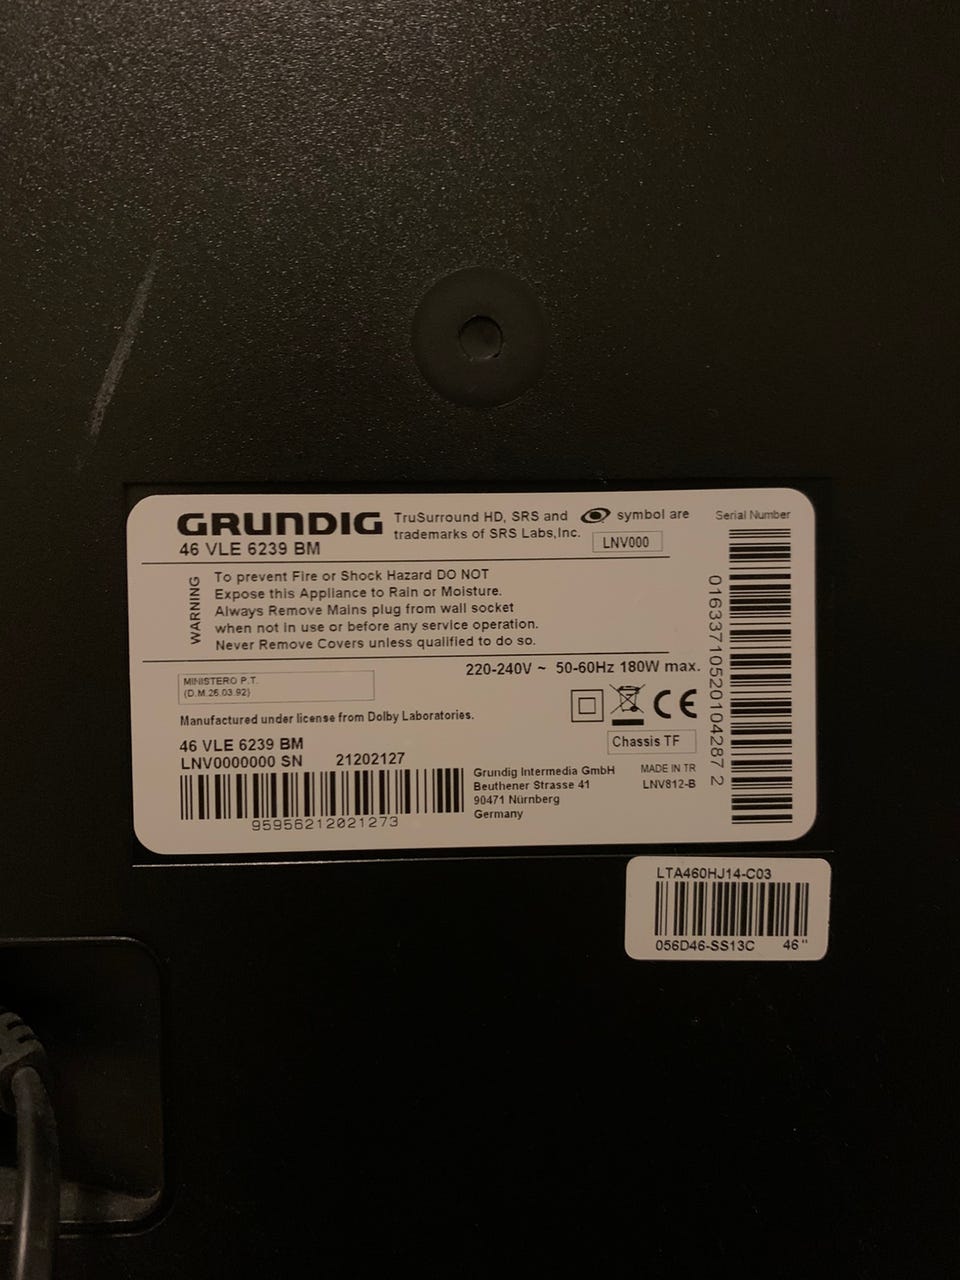 GRUNDIG
46 VLE 6239 BM
TruSurround HD, SRS and symbol are
trademarks of SRS Labs,Inc.
LNV000
Serial Number
WARNING
To prevent Fire or Shock Hazard DO NOT
Expose this Appliance to Rain or Moisture.
Always Remove Mains plug from wall socket
when not in use or before any service operation.
Never Remove Covers unless qualified to do so.
220-240V ~ 50-60Hz 180W max.
MINISTERO P.T.
(D.M.26.03.92)
CE
Manufactured under license from Dolby Laboratories.
Chassis TF
46 VLE 6239 BM
LNV0000000 SN 21202127
95956212021273
Grundig Intermedia GmbH
Beuthener Strasse 41
90471 Nürnberg
Germany
MADE IN TR
LNV812-B
01633710520104287 2
LTA460HJ14-C03
056D46-SS13C 46"